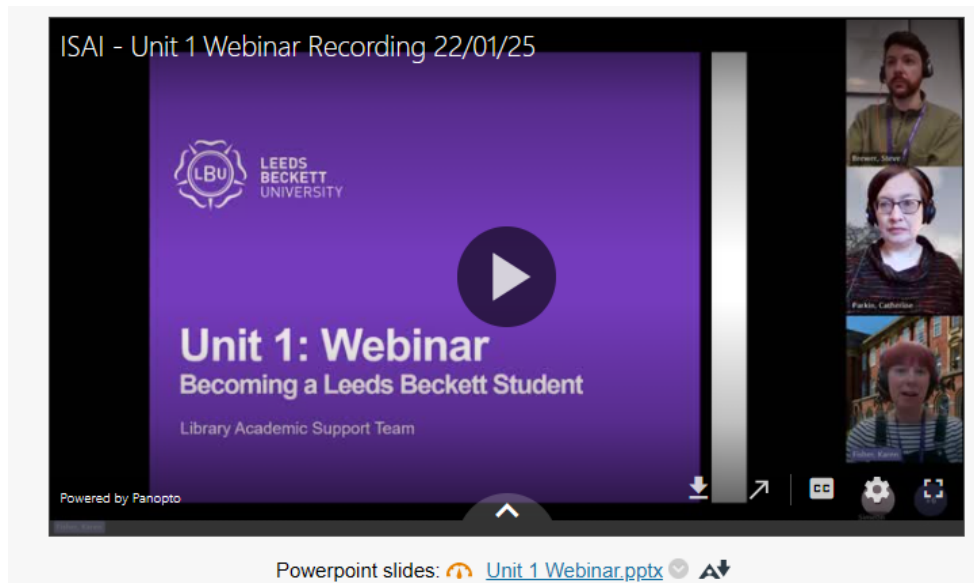 ISAI - Unit 1 Webinar Recording 22/01/25
LBU
LEEDS
BECKETT
UNIVERSITY
Unit 1: Webinar
Becoming a Leeds Beckett Student
Library Academic Support Team
Brewer, Steve
Parkin, Catherine
Fisher, Karen
Powered by Panopto
CC
Fisher, Karen
Powerpoint slides: Unit 1 Webinar.pptx